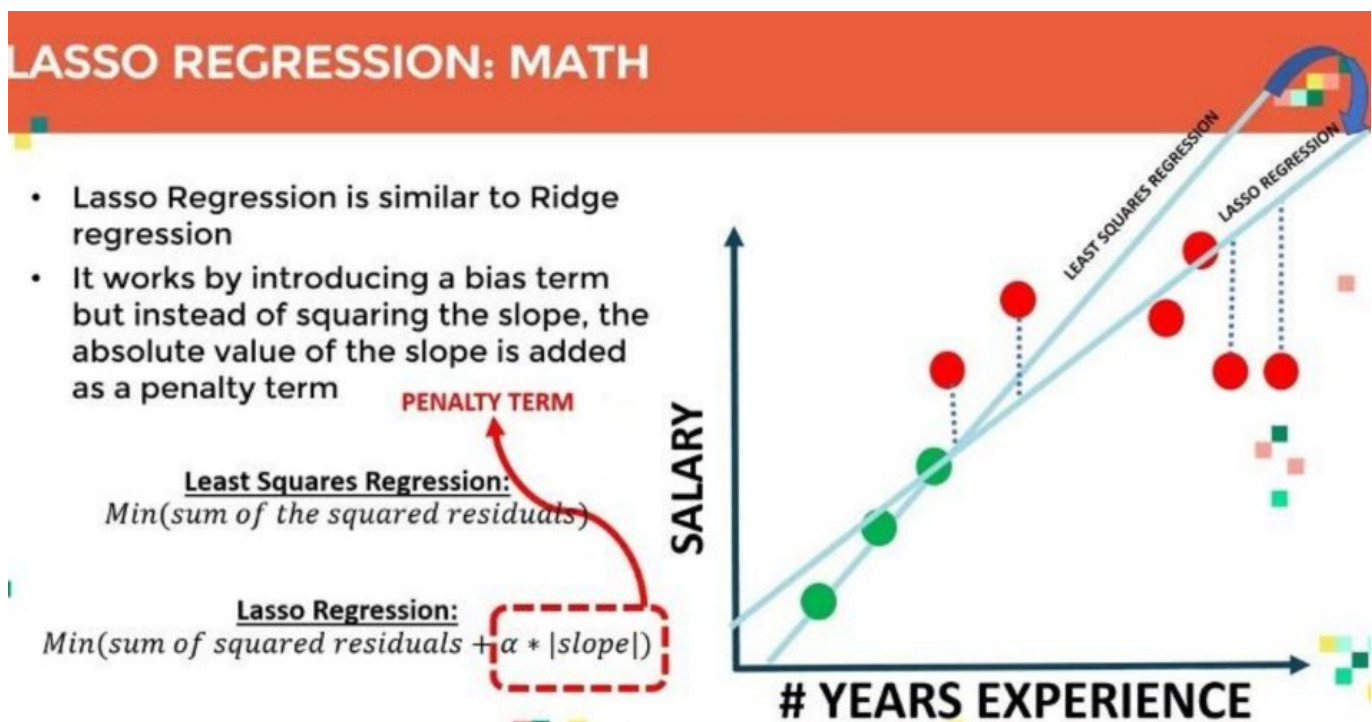 LASSO REGRESSION: MATH
• Lasso Regression is similar to Ridge
regression
• It works by introducing a bias term
but instead of squaring the slope, the
absolute value of the slope is added
as a penalty term
PENALTY TERM
Least Squares Regression:
Min(sum of the squared residuals)
Lasso Regression:
Min(sum of squared residuals + α * |slope|)
LEAST SQUARES REGRESSION
LASSO REGRESSION
SALARY
# YEARS EXPERIENCE